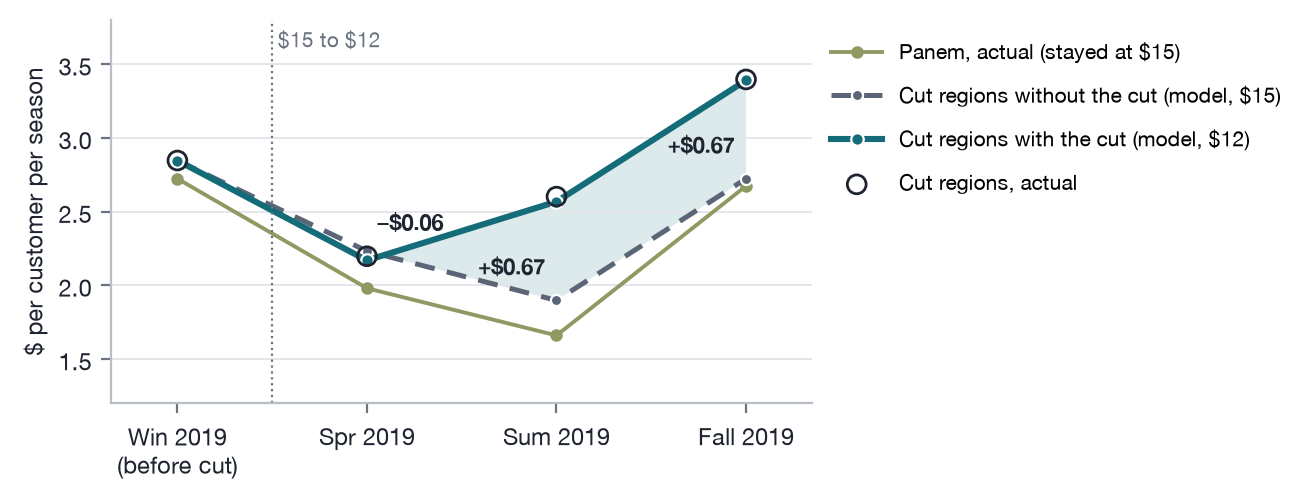 $15 to $12
$ per customer per season
3.5
3.0
2.5
2.0
1.5
–$0.06
+$0.67
+$0.67
Win 2019
(before cut)
Spr 2019
Sum 2019
Fall 2019
Panem, actual (stayed at $15)
Cut regions without the cut (model, $15)
Cut regions with the cut (model, $12)
Cut regions, actual